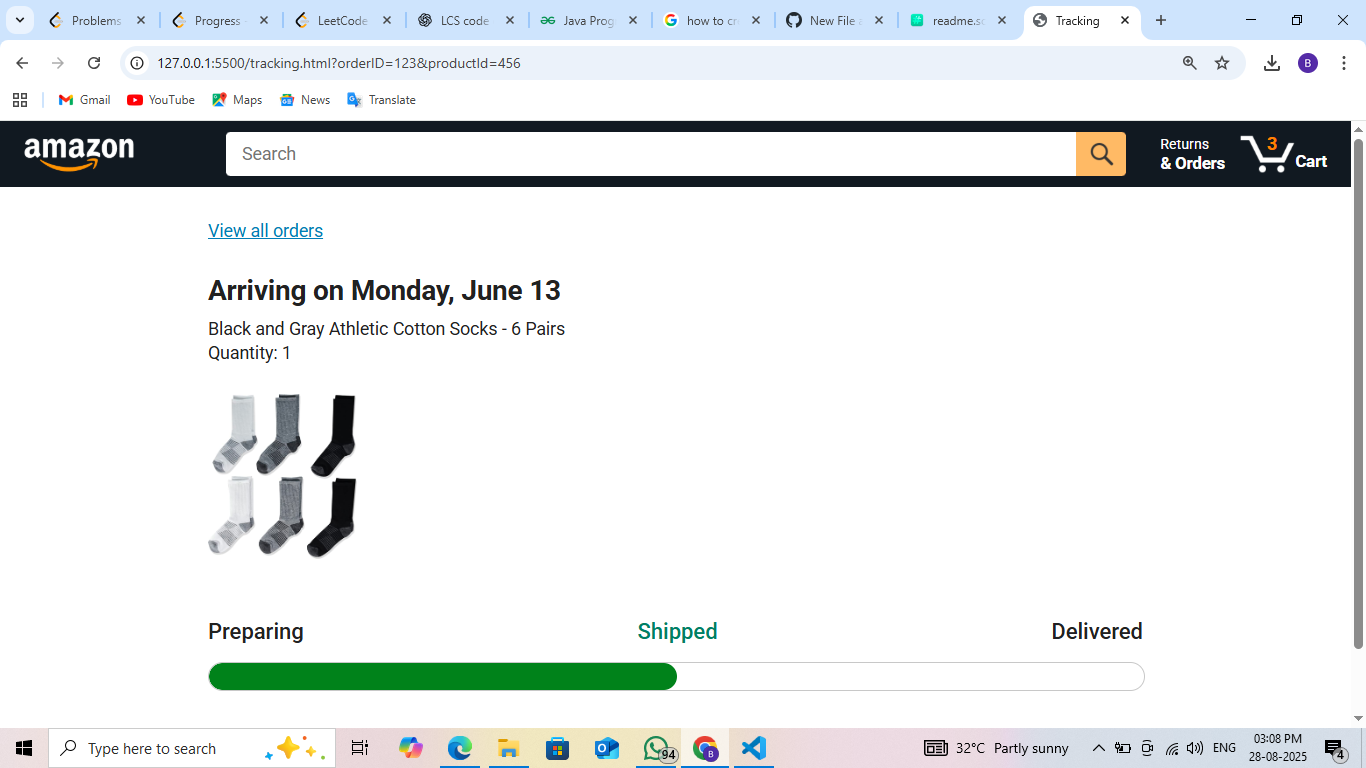 Problems
Progress
LeetCode
LCS code
Java Prog
how to cr
New File
readme.sc
Tracking
127.0.0.1:5500/tracking.html?orderID=123&productId=456
B
Gmail
YouTube
Maps
News
Translate
amazon
Search
Returns
& Orders
3
Cart
View all orders
Arriving on Monday, June 13
Black and Gray Athletic Cotton Socks - 6 Pairs
Quantity: 1
Preparing
Shipped
Delivered
Type here to search
94
B
32°C Partly sunny
ENG
03:08 PM
28-08-2025
4